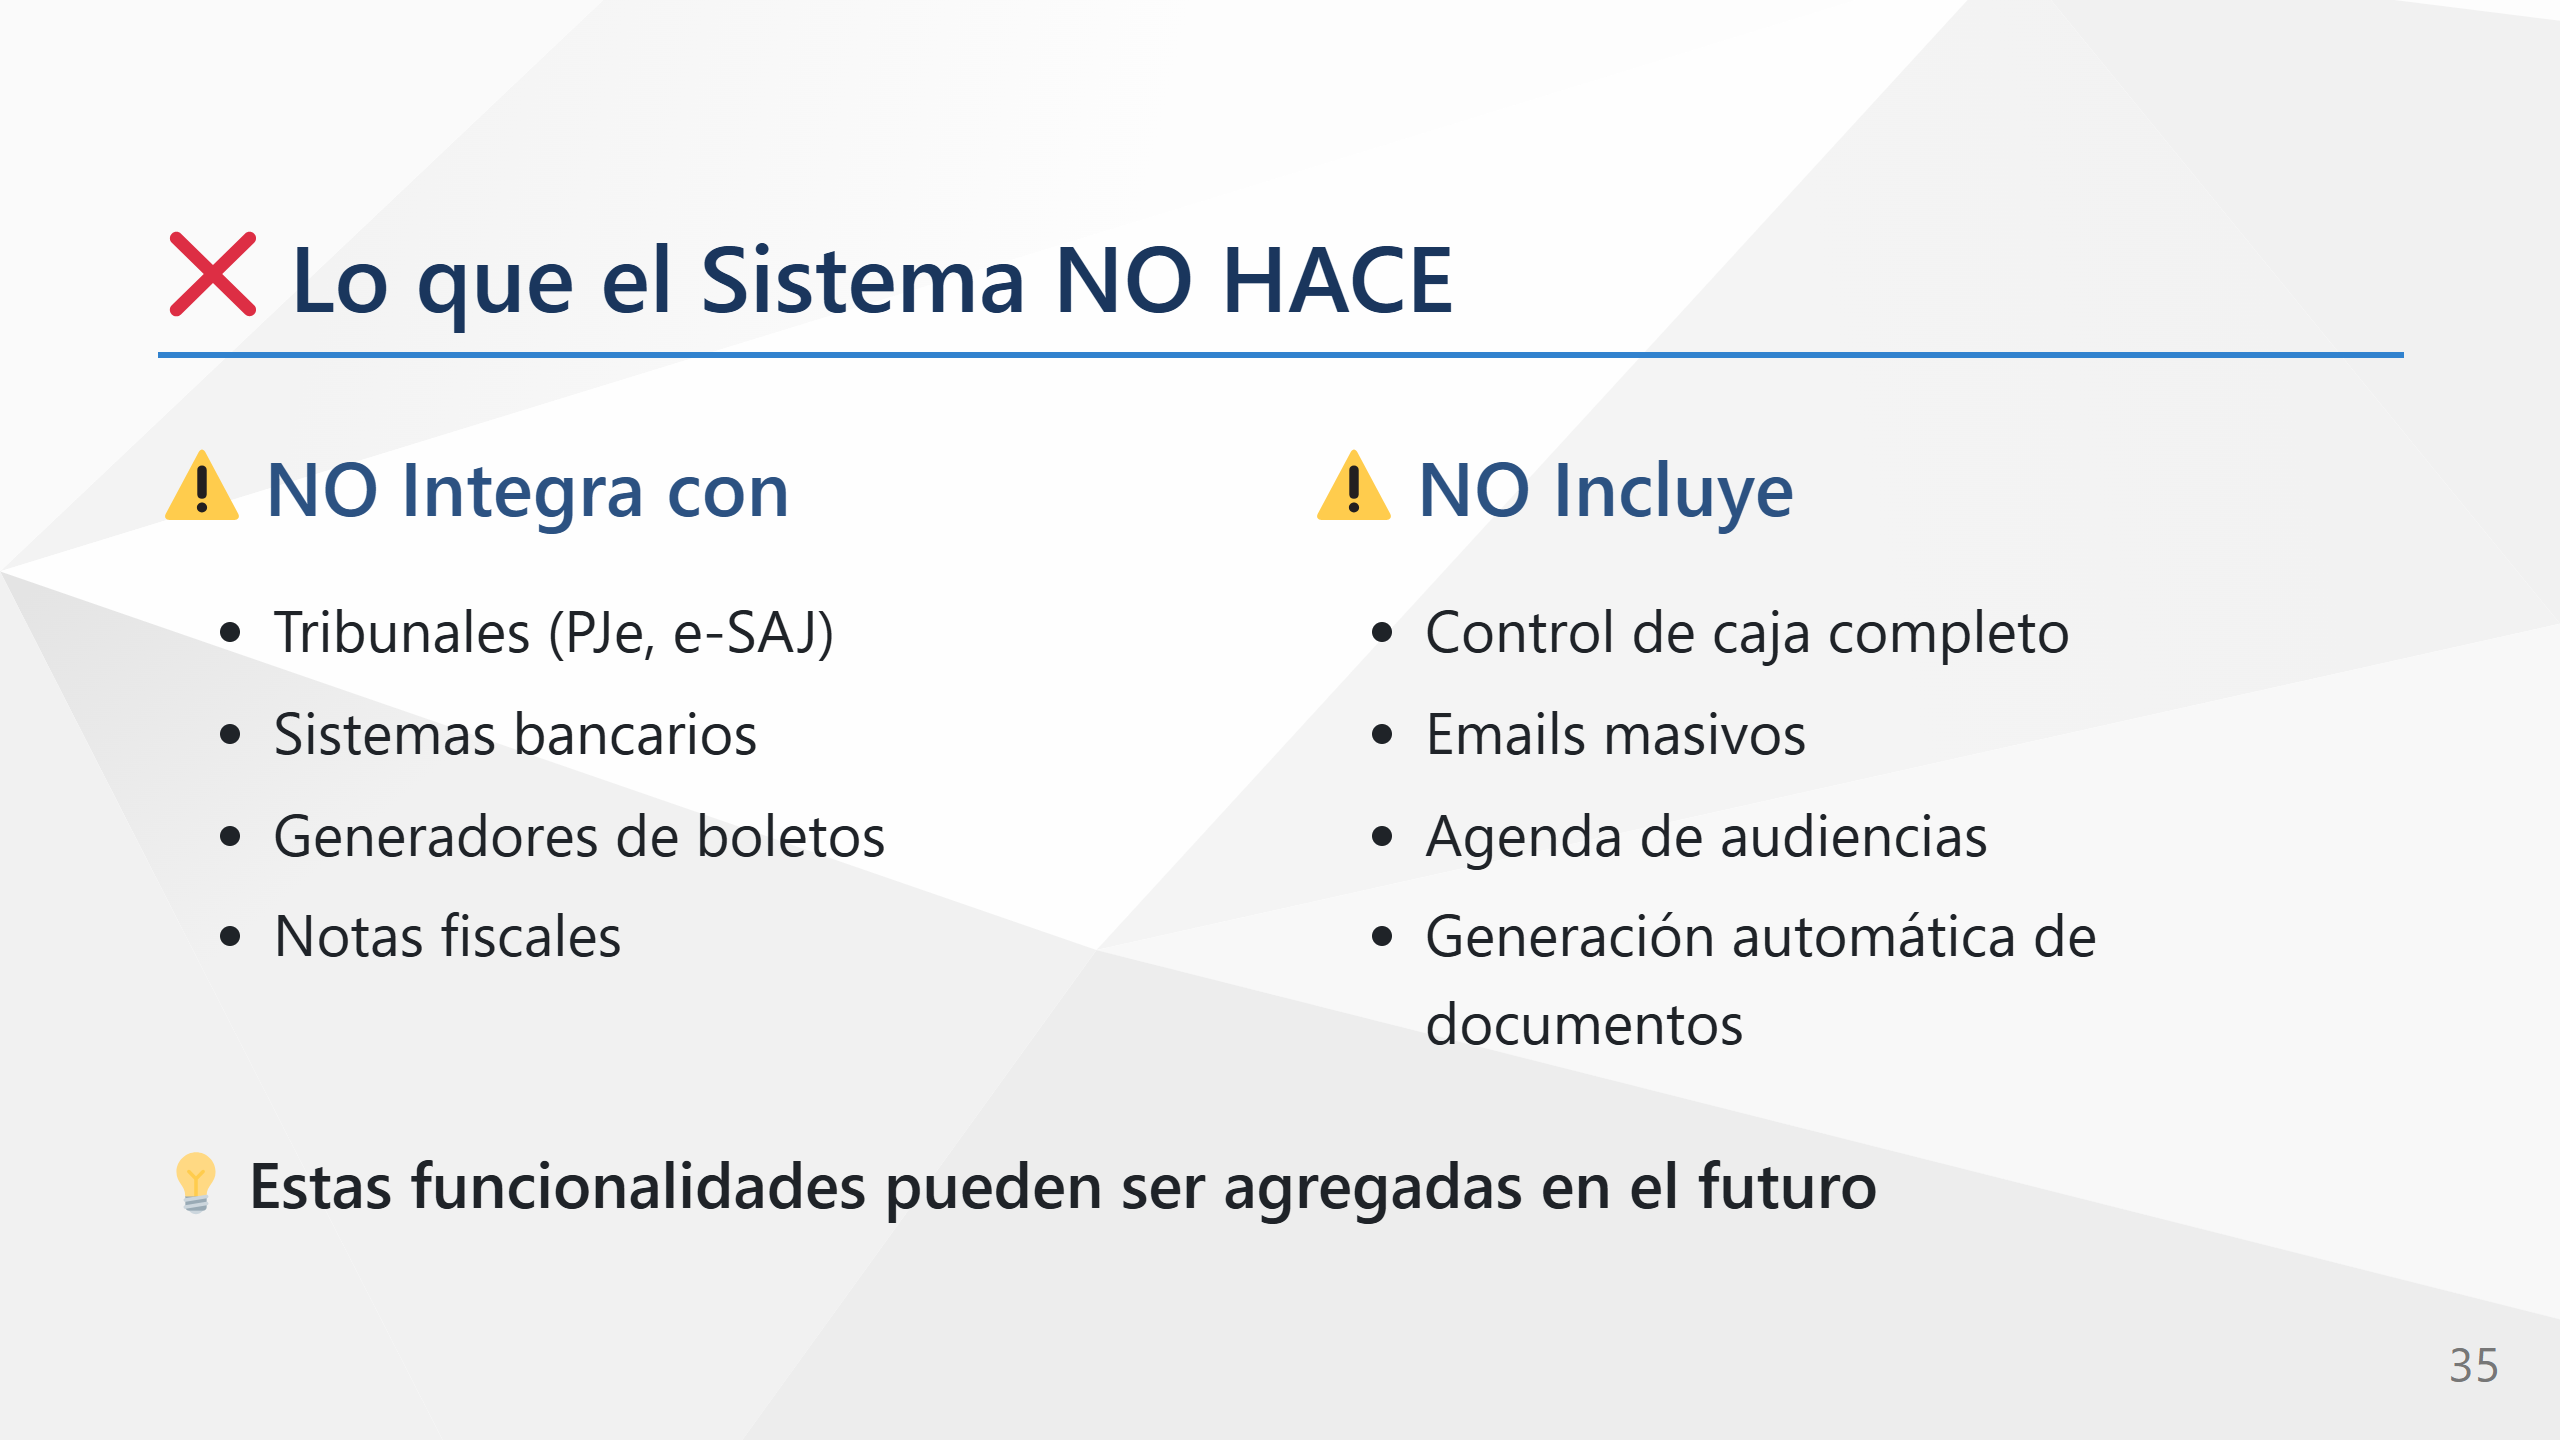 ❌ Lo que el Sistema NO HACE
⚠️ NO Integra con
• Tribunales (PJe, e-SAJ)
• Sistemas bancarios
• Generadores de boletos
• Notas fiscales
⚠️ NO Incluye
• Control de caja completo
• Emails masivos
• Agenda de audiencias
• Generación automática de
documentos
💡 Estas funcionalidades pueden ser agregadas en el futuro
35